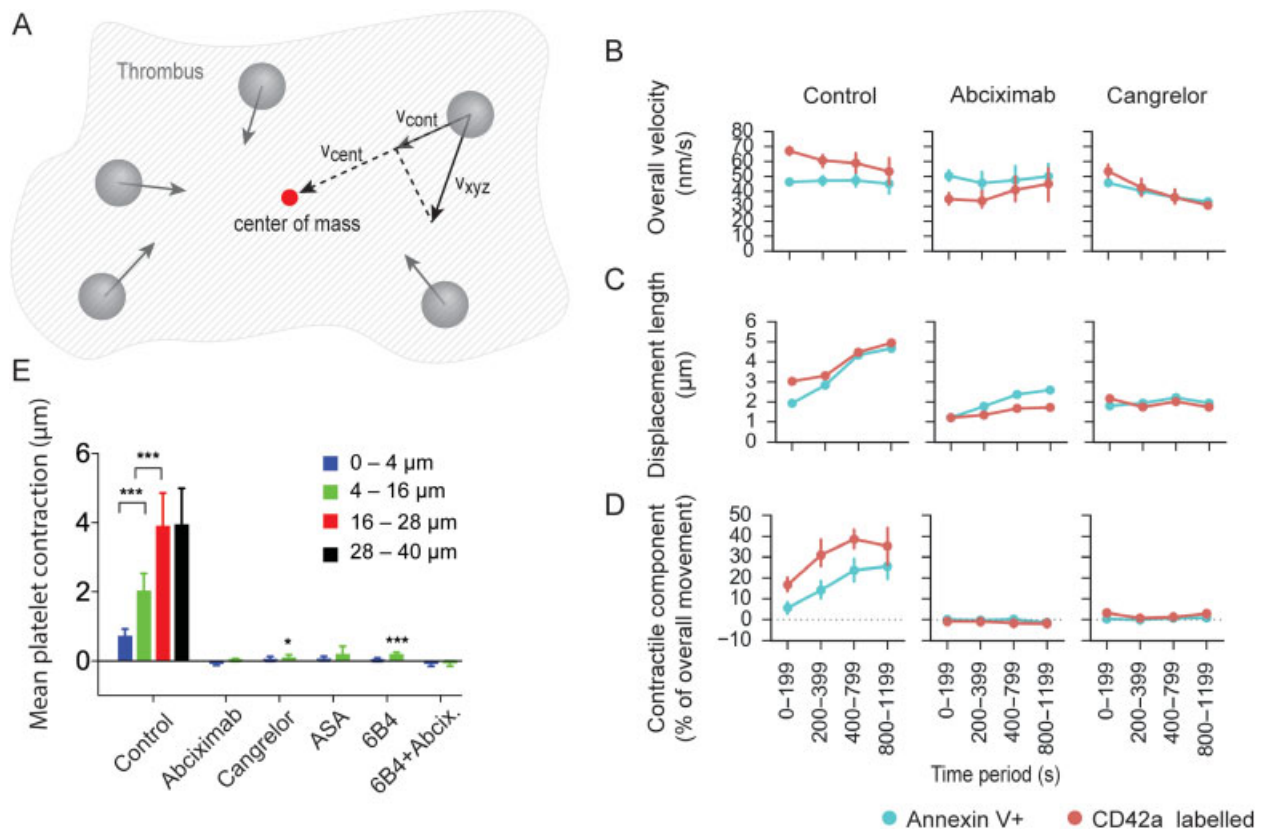 A
Thrombus
v_cont
v_cent
v_xyz
center of mass
B
Control
Abciximab
Cangrelor
Overall velocity
(nm/s)
80
70
60
50
40
30
20
10
0
C
Displacement length
(µm)
6
5
4
3
2
1
0
D
Contractile component
(% of overall movement)
50
40
30
20
10
0
−10
0−199
200−399
400−799
800−1199
0−199
200−399
400−799
800−1199
0−199
200−399
400−799
800−1199
Time period (s)
Annexin V+
CD42a labelled
E
Mean platelet contraction (µm)
6
4
2
0
***
***
*
***
0 – 4 µm
4 – 16 µm
16 – 28 µm
28 – 40 µm
Control
Abciximab
Cangrelor
ASA
6B4
6B4+Abcix.